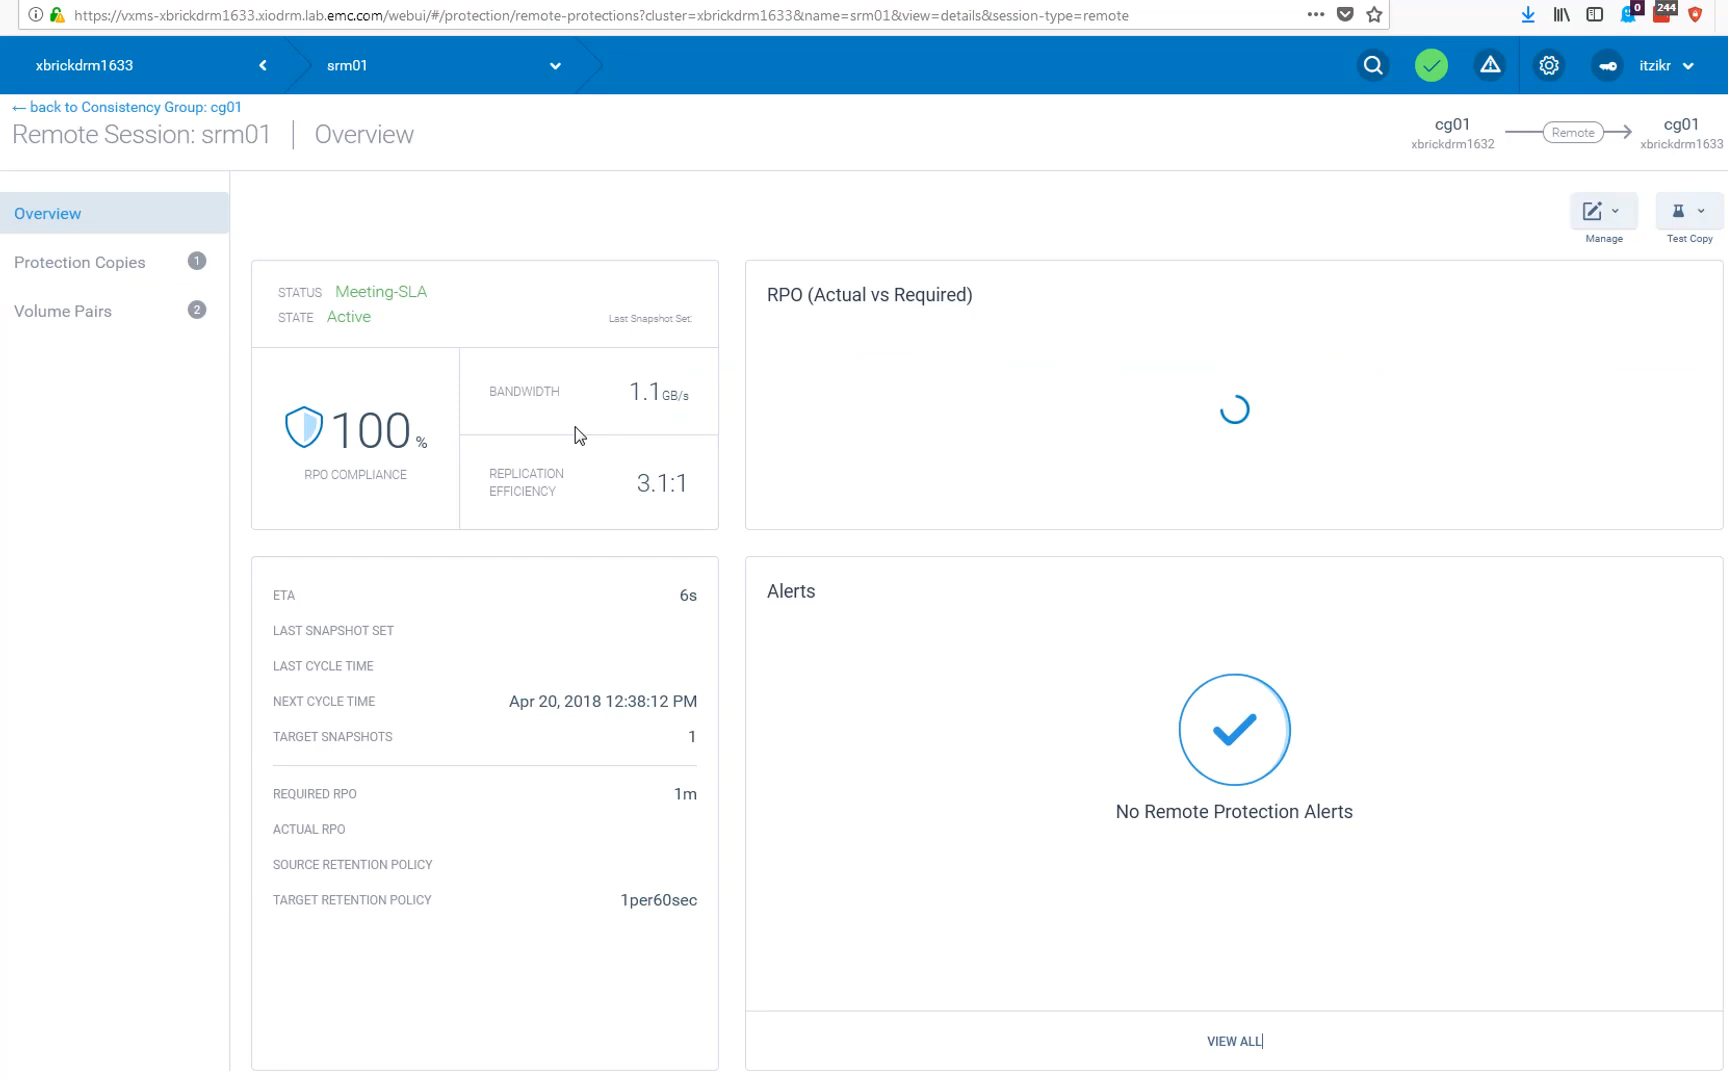 https://vxms-xbrickdrm1633.xiodrm.lab.emc.com/webui/#/protection/remote-protections?cluster=xbrickdrm1633&name=srm01&view=details&session-type=remote
0
244
xbrickdrm1633
srm01
itzikr
← back to Consistency Group: cg01
Remote Session: srm01 | Overview
cg01
xbrickdrm1632
Remote
cg01
xbrickdrm1633
Overview
Protection Copies 1
Volume Pairs 2
Manage
Test Copy
STATUS Meeting-SLA
STATE Active
Last Snapshot Set:
100 %
RPO COMPLIANCE
BANDWIDTH 1.1 GB/s
REPLICATION
EFFICIENCY
3.1:1
RPO (Actual vs Required)
ETA 6s
LAST SNAPSHOT SET
LAST CYCLE TIME
NEXT CYCLE TIME Apr 20, 2018 12:38:12 PM
TARGET SNAPSHOTS 1
REQUIRED RPO 1m
ACTUAL RPO
SOURCE RETENTION POLICY
TARGET RETENTION POLICY 1per60sec
Alerts
No Remote Protection Alerts
VIEW ALL